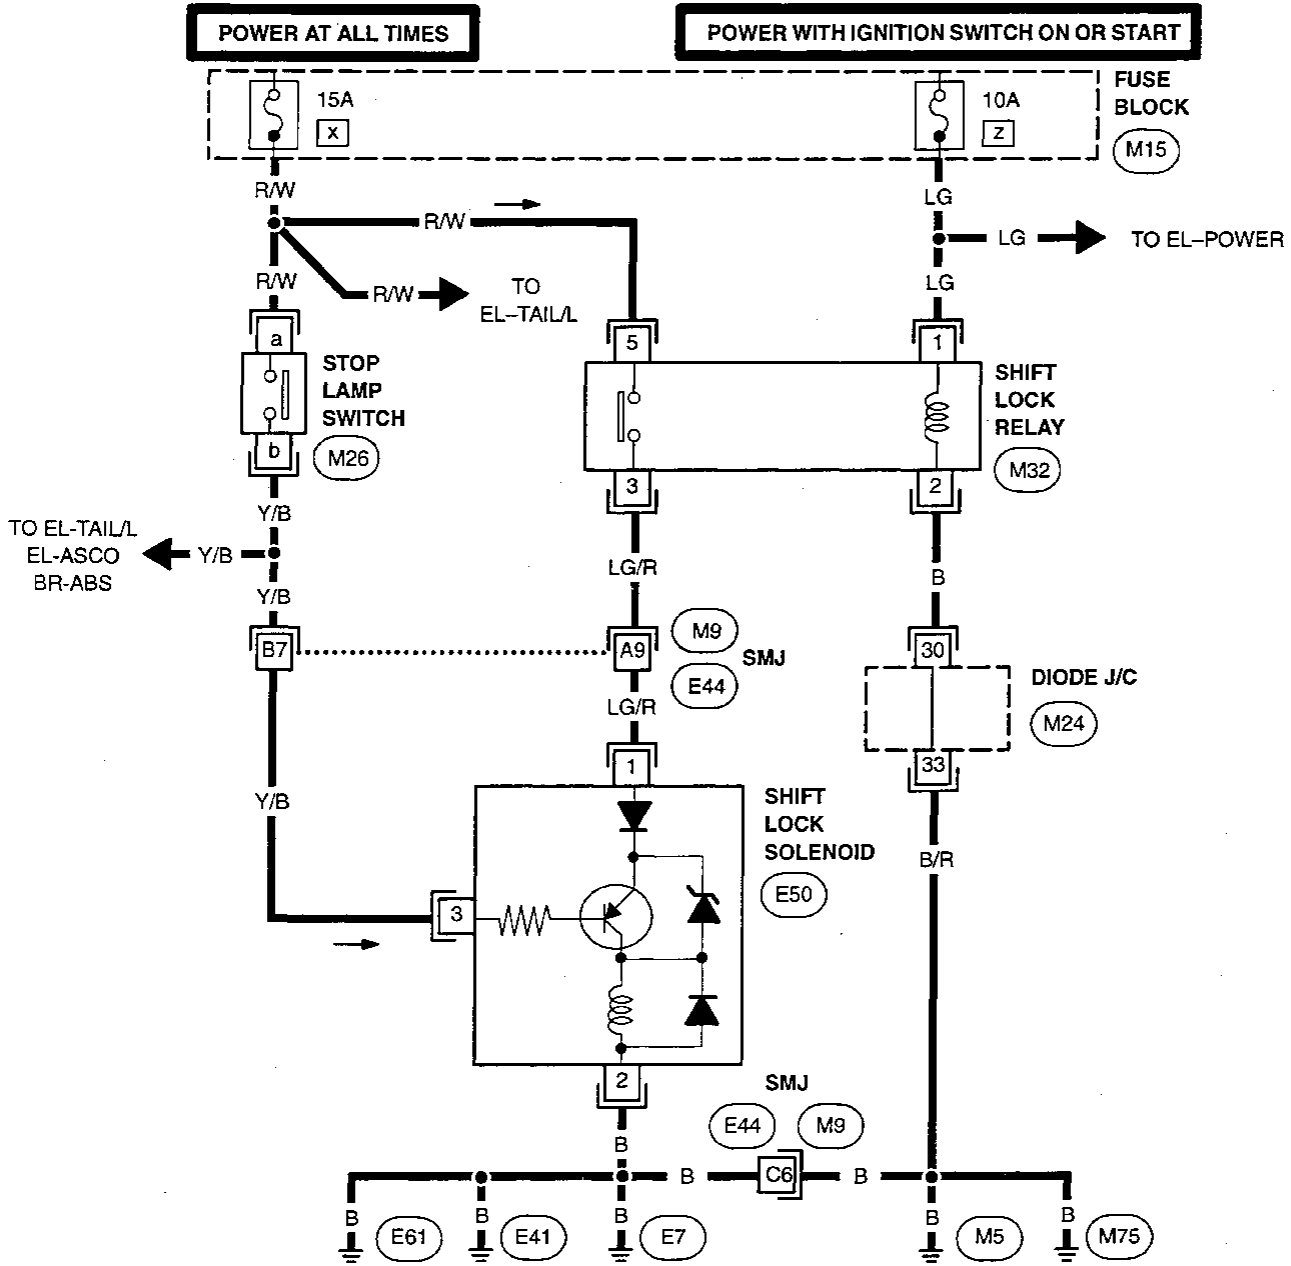 POWER AT ALL TIMES
POWER WITH IGNITION SWITCH ON OR START
15A
x
10A
z
FUSE
BLOCK
M15
R/W
LG
R/W
LG
TO EL–POWER
R/W
R/W
TO
EL–TAIL/L
LG
a
5
1
STOP
LAMP
SWITCH
M26
b
SHIFT
LOCK
RELAY
M32
3
2
Y/B
TO EL-TAIL/L
EL-ASCO
BR-ABS
Y/B
Y/B
LG/R
B
B7
A9
M9
E44
SMJ
30
DIODE J/C
M24
33
LG/R
1
Y/B
SHIFT
LOCK
SOLENOID
E50
B/R
3
2
SMJ
E44
M9
B
B
C6
B
B
E61
B
E41
B
E7
B
M5
B
M75